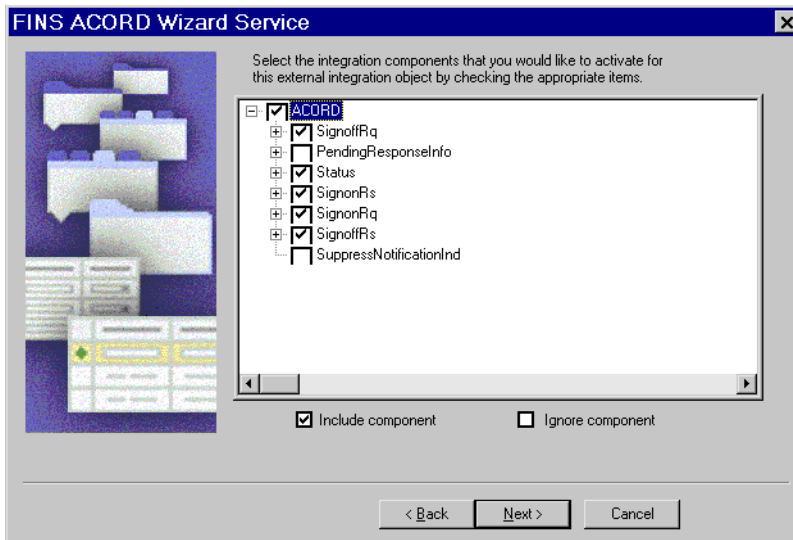 FINS ACORD Wizard Service
Select the integration components that you would like to activate for
this external integration object by checking the appropriate items.
ACORD
SignoffRq
PendingResponseInfo
Status
SignonRs
SignonRq
SignoffRs
SuppressNotificationInd
Include component Ignore component
< Back Next > Cancel